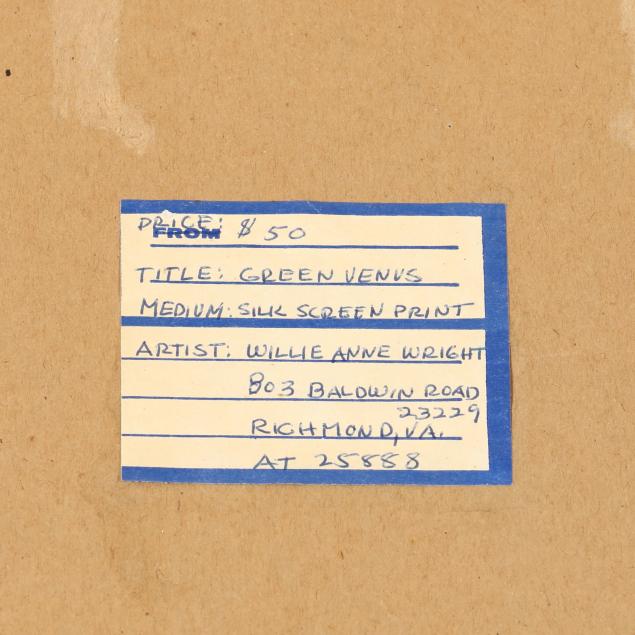 PRICE: $50
FROM
TITLE: GREEN VENUS
MEDIUM: SILK SCREEN PRINT
ARTIST: WILLIE ANNE WRIGHT
803 BALDWIN ROAD
23229
RICHMOND, VA.
AT 25888